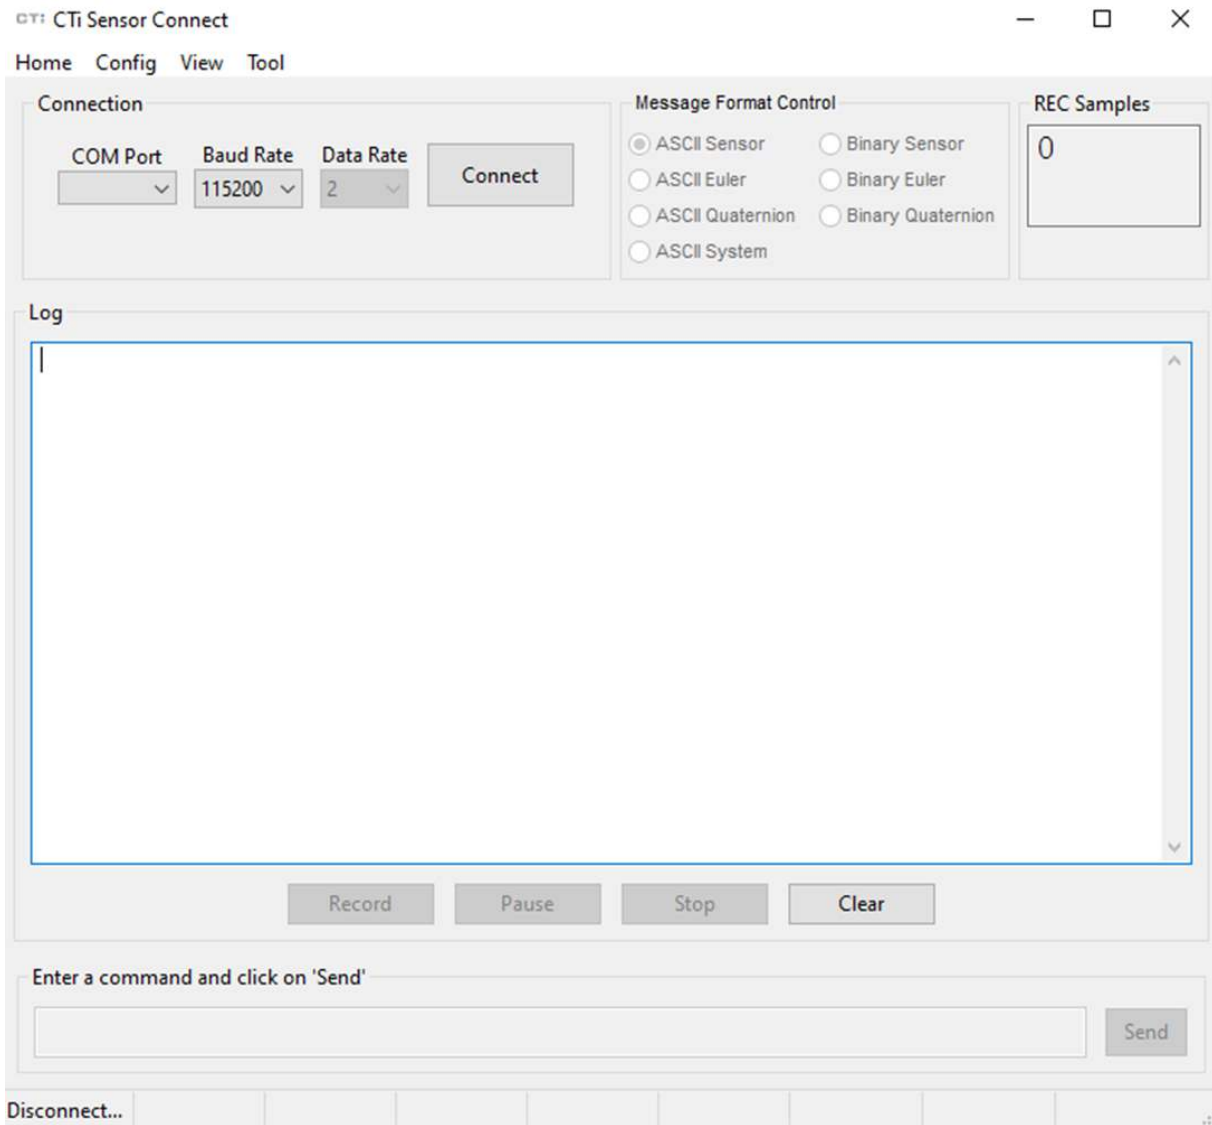 CTi CTi Sensor Connect
Home Config View Tool
Connection
COM Port Baud Rate Data Rate
115200 2 Connect
Message Format Control
ASCII Sensor Binary Sensor
ASCII Euler Binary Euler
ASCII Quaternion Binary Quaternion
ASCII System
REC Samples
0
Log
Record Pause Stop Clear
Enter a command and click on 'Send'
Send
Disconnect...